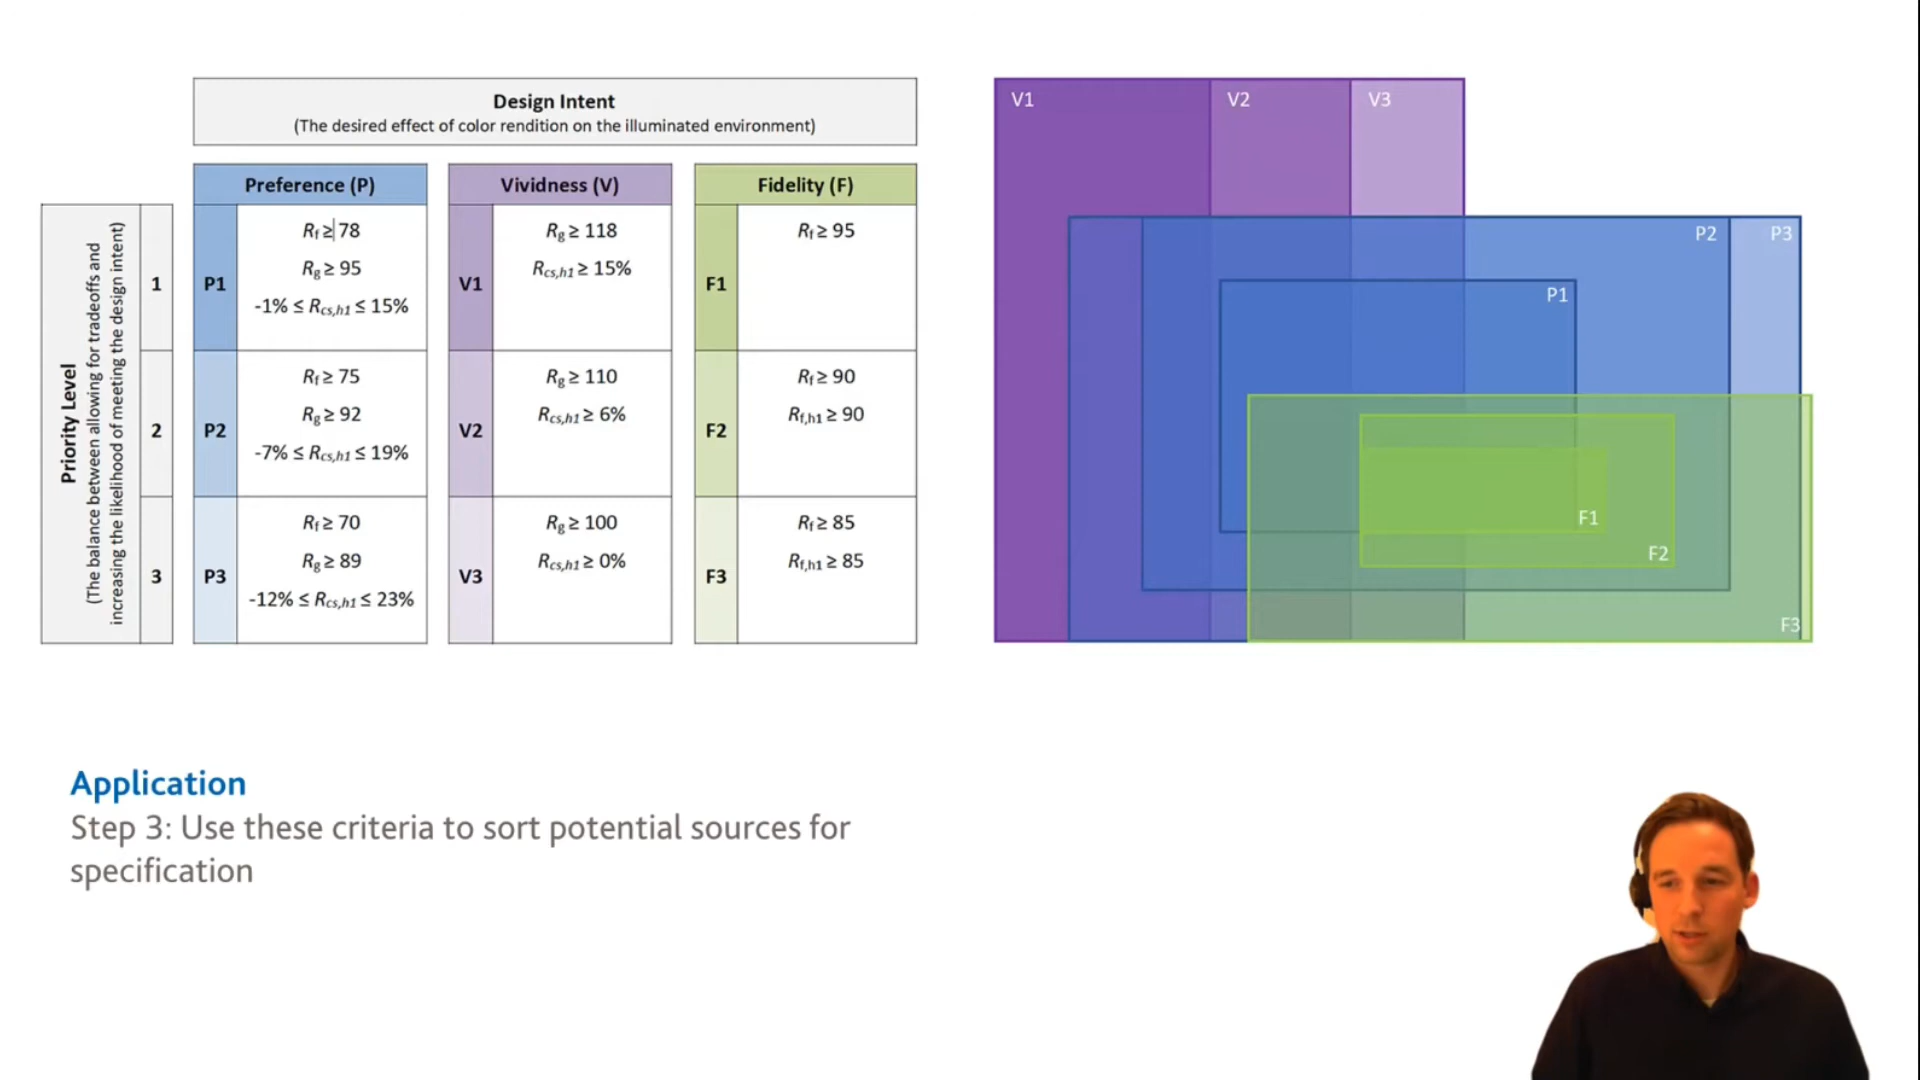 Design Intent
(The desired effect of color rendition on the illuminated environment)
Priority Level
(The balance between allowing for tradeoffs and
increasing the likelihood of meeting the design intent)
1
2
3
Preference (P)
P1
Rf ≥ 78
Rg ≥ 95
-1% ≤ Rcs,h1 ≤ 15%
P2
Rf ≥ 75
Rg ≥ 92
-7% ≤ Rcs,h1 ≤ 19%
P3
Rf ≥ 70
Rg ≥ 89
-12% ≤ Rcs,h1 ≤ 23%
Vividness (V)
V1
Rg ≥ 118
Rcs,h1 ≥ 15%
V2
Rg ≥ 110
Rcs,h1 ≥ 6%
V3
Rg ≥ 100
Rcs,h1 ≥ 0%
Fidelity (F)
F1
Rf ≥ 95
F2
Rf ≥ 90
Rf,h1 ≥ 90
F3
Rf ≥ 85
Rf,h1 ≥ 85
V1
V2
V3
P2
P3
P1
F1
F2
F3
Application
Step 3: Use these criteria to sort potential sources for
specification